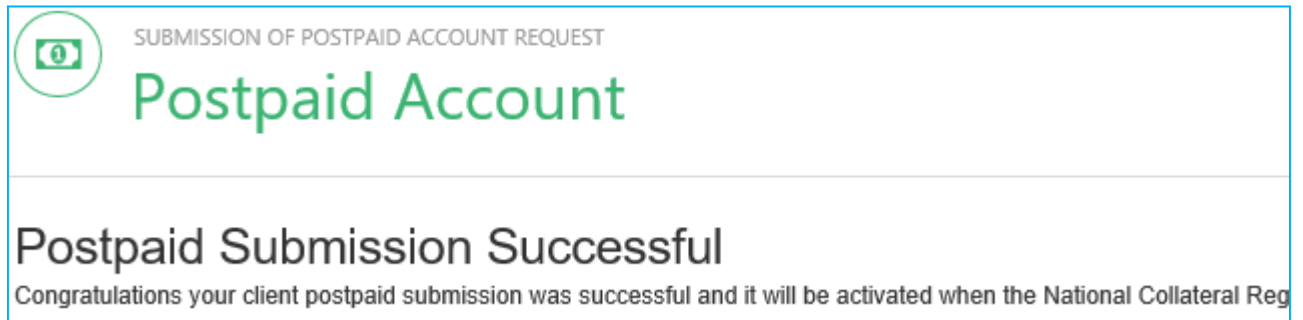 SUBMISSION OF POSTPAID ACCOUNT REQUEST
Postpaid Account
Postpaid Submission Successful
Congratulations your client postpaid submission was successful and it will be activated when the National Collateral Reg